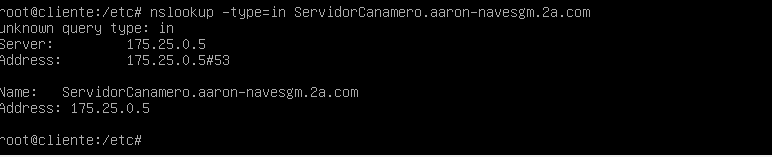 root@cliente:/etc# nslookup -type=in ServidorCanamero.aaron-navesgm.2a.com
unknown query type: in
Server: 175.25.0.5
Address: 175.25.0.5#53
Name: ServidorCanamero.aaron-navesgm.2a.com
Address: 175.25.0.5
root@cliente:/etc#